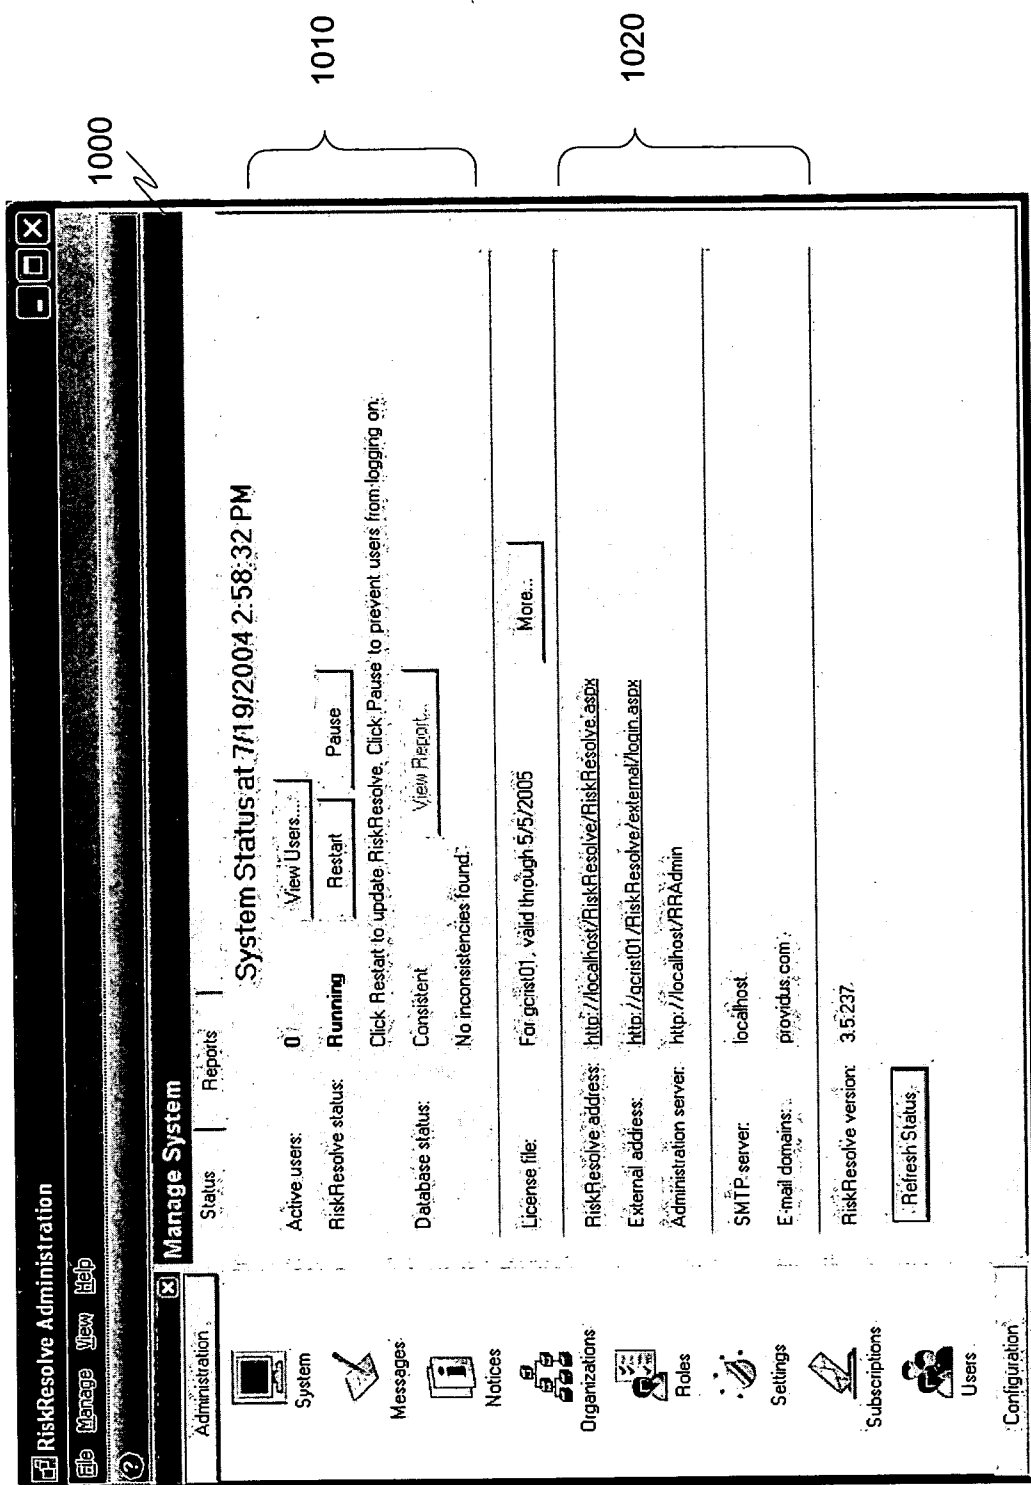 RiskResolve Administration
File Manage View Help
Manage System
Administration
System
Messages
Notices
Organizations
Roles
Settings
Subscriptions
Users
Configuration
Status Reports
System Status at 7/19/2004 2:58:32 PM
Active users: 0 View Users...
RiskResolve status: Running Restart Pause
Click Restart to update RiskResolve, Click Pause to prevent users from logging on.
Database status: Consistent View Report...
No inconsistencies found.
License file: For gcrist01, valid through 5/5/2005 More...
RiskResolve address: http://localhost/RiskResolve/RiskResolve.aspx
External address: http://gcrist01/RiskResolve/external/login.aspx
Administration server: http://localhost/RRAdmin
SMTP server: localhost
E-mail domains: providus.com
RiskResolve version: 3.5.237
Refresh Status
1000
1010
1020